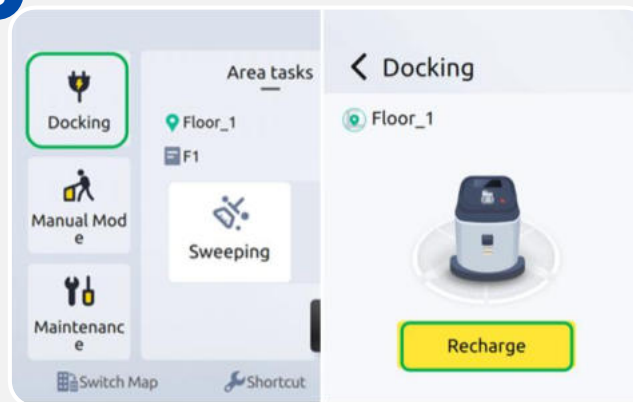 Docking
Manual Mod
e
Maintenanc
e
Area tasks
Floor_1
F1
Sweeping
Switch Map
Shortcut
Docking
Floor_1
Recharge